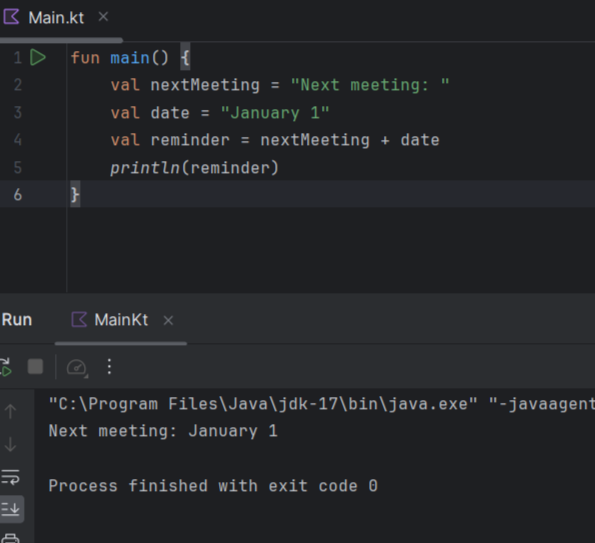 Main.kt
1 fun main() {
2 val nextMeeting = "Next meeting: "
3 val date = "January 1"
4 val reminder = nextMeeting + date
5 println(reminder)
6 }
Run MainKt
"C:\Program Files\Java\jdk-17\bin\java.exe" "-javaagent
Next meeting: January 1
Process finished with exit code 0